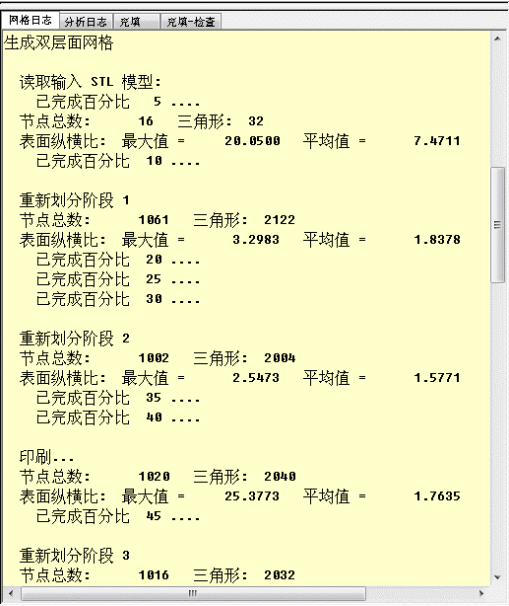 网格日志 分析日志 充填 充填-检查
生成双层面网格
读取输入 STL 模型:
已完成百分比 5 ....
节点总数: 16 三角形: 32
表面纵横比: 最大值 = 20.0500 平均值 = 7.4711
已完成百分比 10 ....
重新划分阶段 1
节点总数: 1061 三角形: 2122
表面纵横比: 最大值 = 3.2983 平均值 = 1.8378
已完成百分比 20 ....
已完成百分比 25 ....
已完成百分比 30 ....
重新划分阶段 2
节点总数: 1002 三角形: 2004
表面纵横比: 最大值 = 2.5473 平均值 = 1.5771
已完成百分比 35 ....
已完成百分比 40 ....
印刷...
节点总数: 1020 三角形: 2040
表面纵横比: 最大值 = 25.3773 平均值 = 1.7635
已完成百分比 45 ....
重新划分阶段 3
节点总数: 1016 三角形: 2032